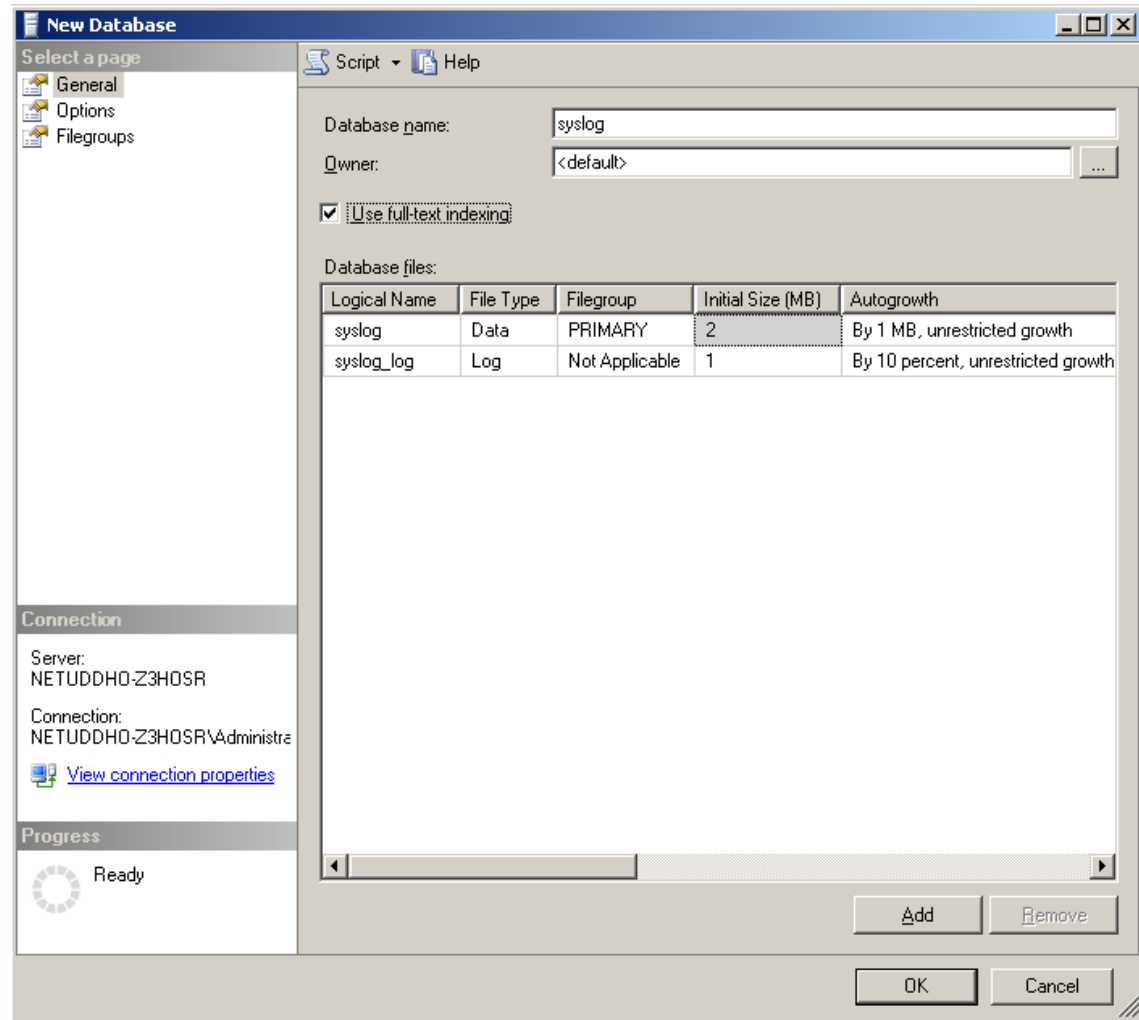 New Database
Select a page
General
Options
Filegroups
Script Help
Database name: syslog
Owner: <default> ...
Use full-text indexing
Database files:
Logical Name File Type Filegroup Initial Size (MB) Autogrowth
syslog Data PRIMARY 2 By 1 MB, unrestricted growth
syslog_log Log Not Applicable 1 By 10 percent, unrestricted growth
Connection
Server:
NETUDDHO-Z3HOSR
Connection:
NETUDDHO-Z3HOSR\Administra
View connection properties
Progress
Ready
Add Remove
OK Cancel